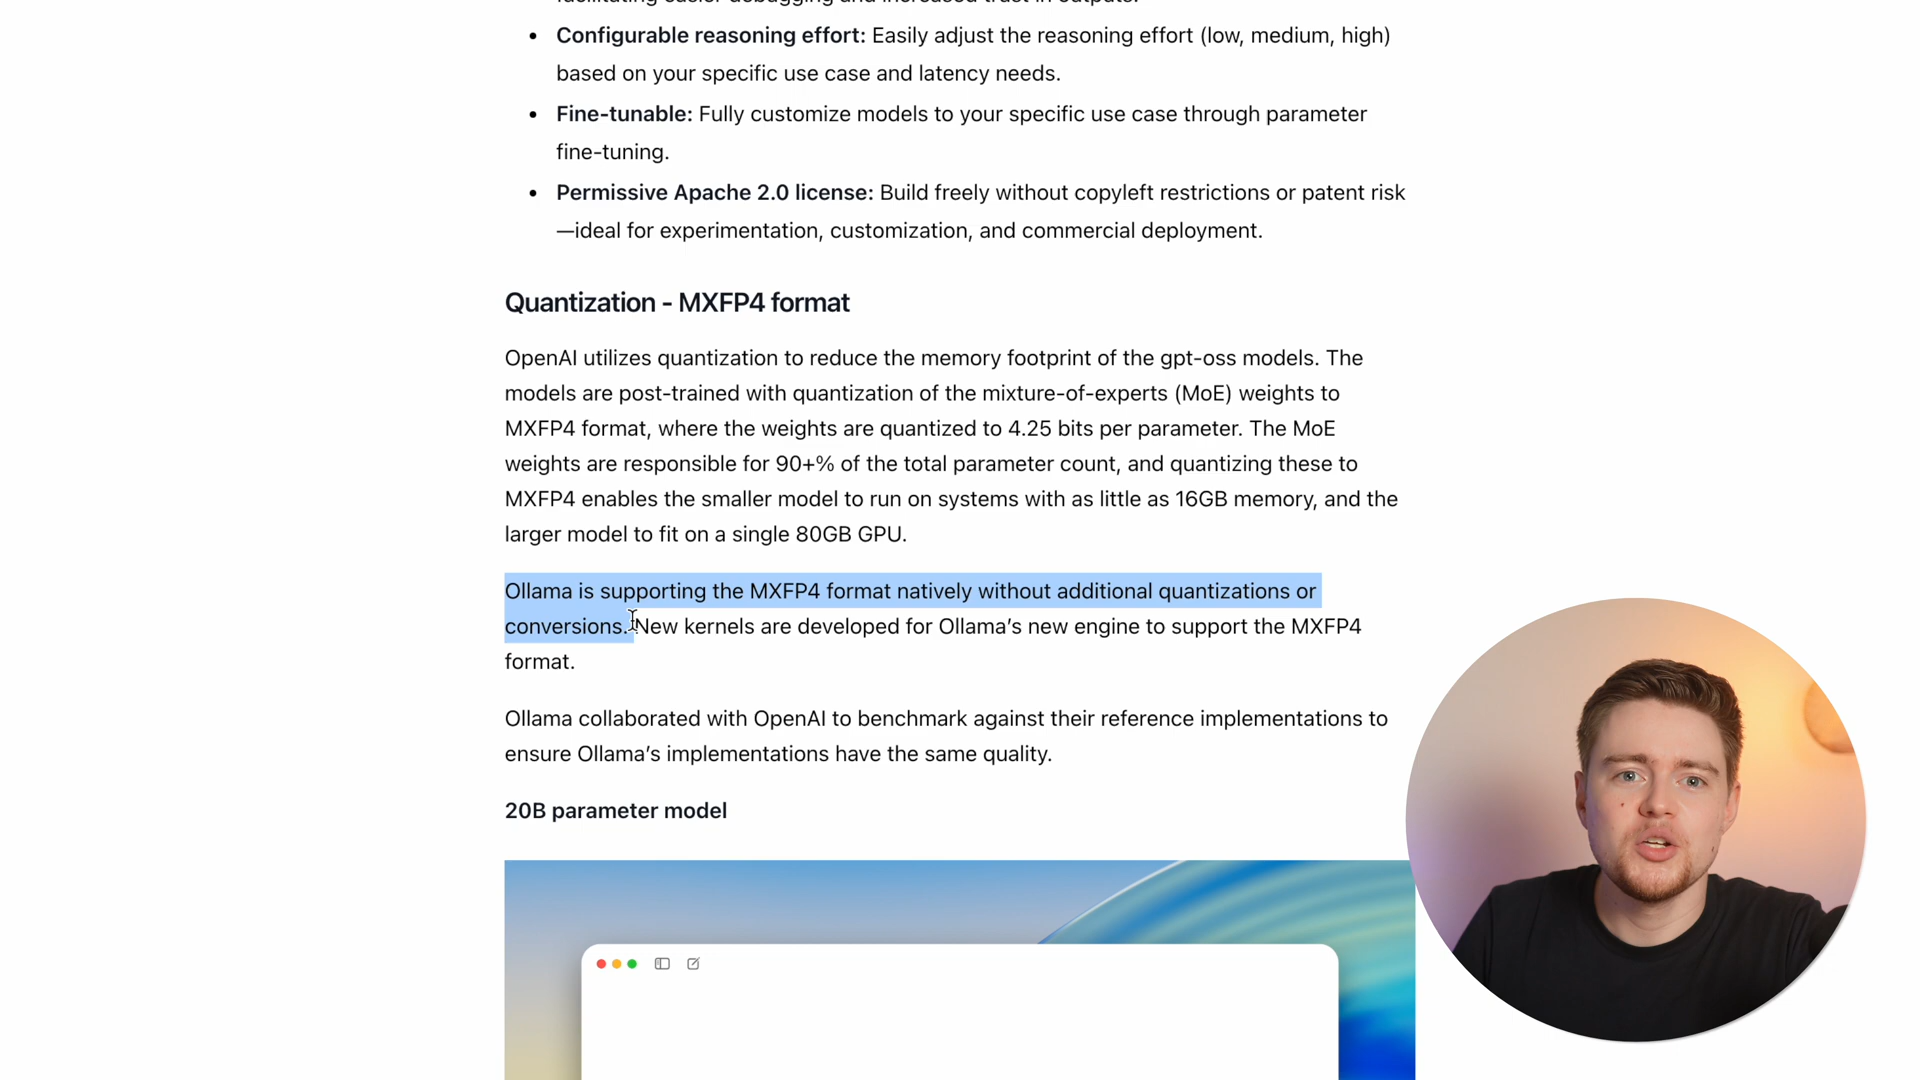 facilitating easier debugging and increased trust in outputs.
• Configurable reasoning effort: Easily adjust the reasoning effort (low, medium, high)
based on your specific use case and latency needs.
• Fine-tunable: Fully customize models to your specific use case through parameter
fine-tuning.
• Permissive Apache 2.0 license: Build freely without copyleft restrictions or patent risk
—ideal for experimentation, customization, and commercial deployment.
Quantization - MXFP4 format
OpenAI utilizes quantization to reduce the memory footprint of the gpt-oss models. The
models are post-trained with quantization of the mixture-of-experts (MoE) weights to
MXFP4 format, where the weights are quantized to 4.25 bits per parameter. The MoE
weights are responsible for 90+% of the total parameter count, and quantizing these to
MXFP4 enables the smaller model to run on systems with as little as 16GB memory, and the
larger model to fit on a single 80GB GPU.
Ollama is supporting the MXFP4 format natively without additional quantizations or
conversions. New kernels are developed for Ollama’s new engine to support the MXFP4
format.
Ollama collaborated with OpenAI to benchmark against their reference implementations to
ensure Ollama’s implementations have the same quality.
20B parameter model